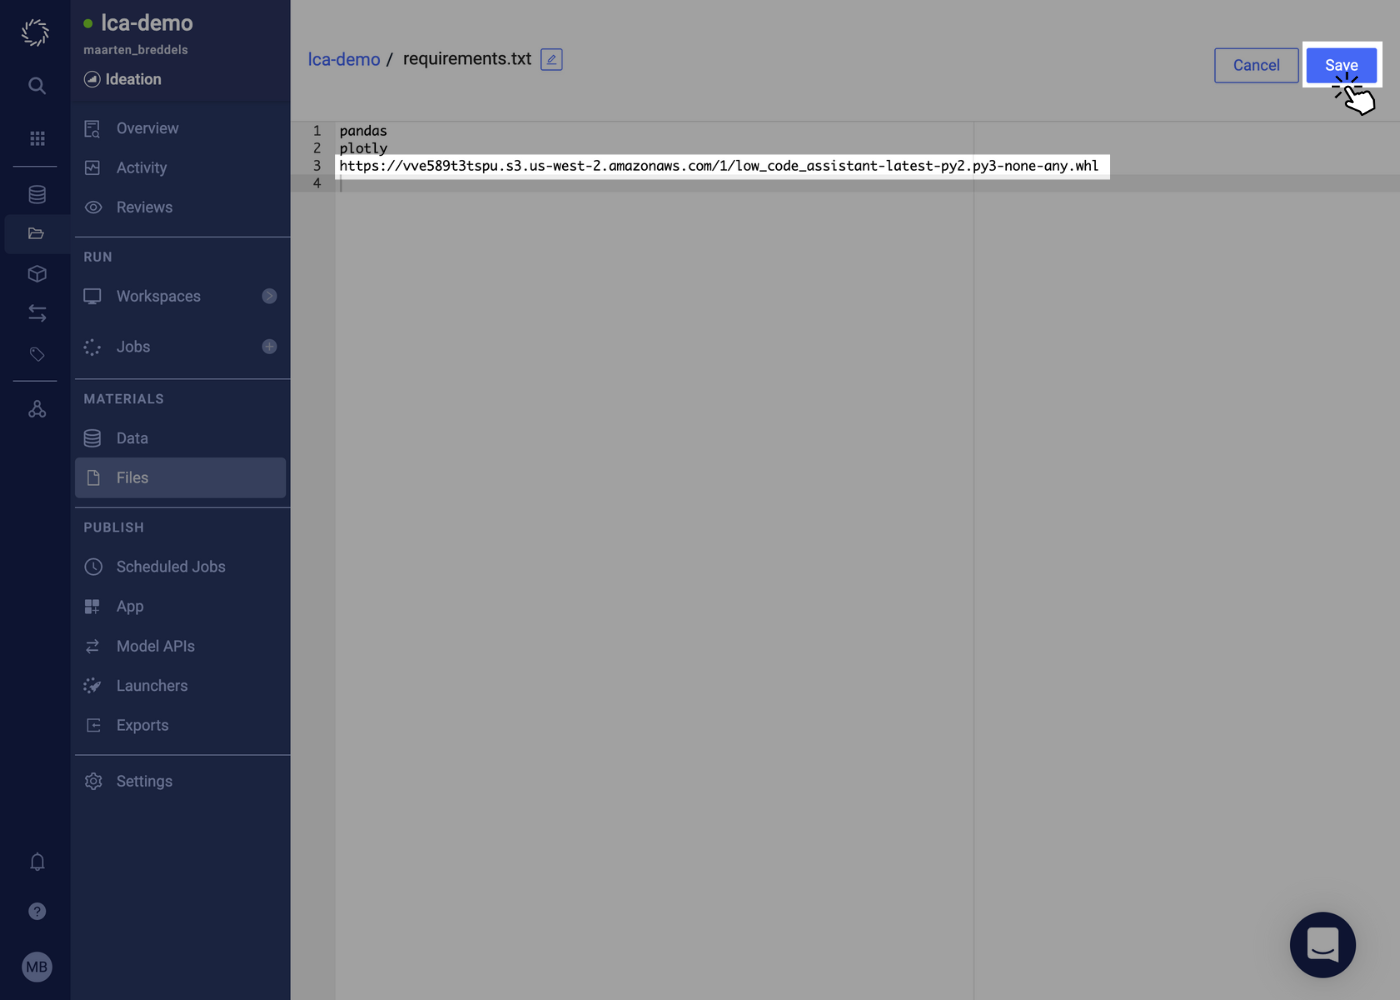 lca-demo
maarten_breddels
Ideation
Overview
Activity
Reviews
RUN
Workspaces
Jobs
MATERIALS
Data
Files
PUBLISH
Scheduled Jobs
App
Model APIs
Launchers
Exports
Settings
MB
lca-demo / requirements.txt
Cancel
Save
1 pandas
2 plotly
3 https://vve589t3tspu.s3.us-west-2.amazonaws.com/1/low_code_assistant-latest-py2.py3-none-any.whl
4